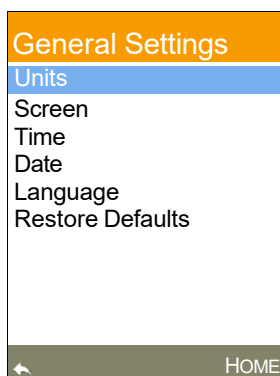 General Settings
Units
Screen
Time
Date
Language
Restore Defaults
HOME